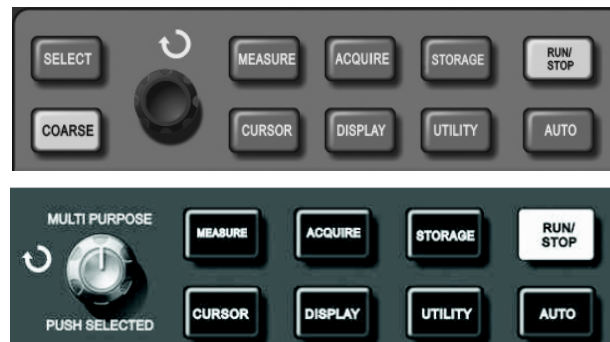 SELECT
MEASURE
ACQUIRE
STORAGE
RUN/
STOP
COARSE
CURSOR
DISPLAY
UTILITY
AUTO
MULTI PURPOSE
MEASURE
ACQUIRE
STORAGE
RUN/
STOP
PUSH SELECTED
CURSOR
DISPLAY
UTILITY
AUTO